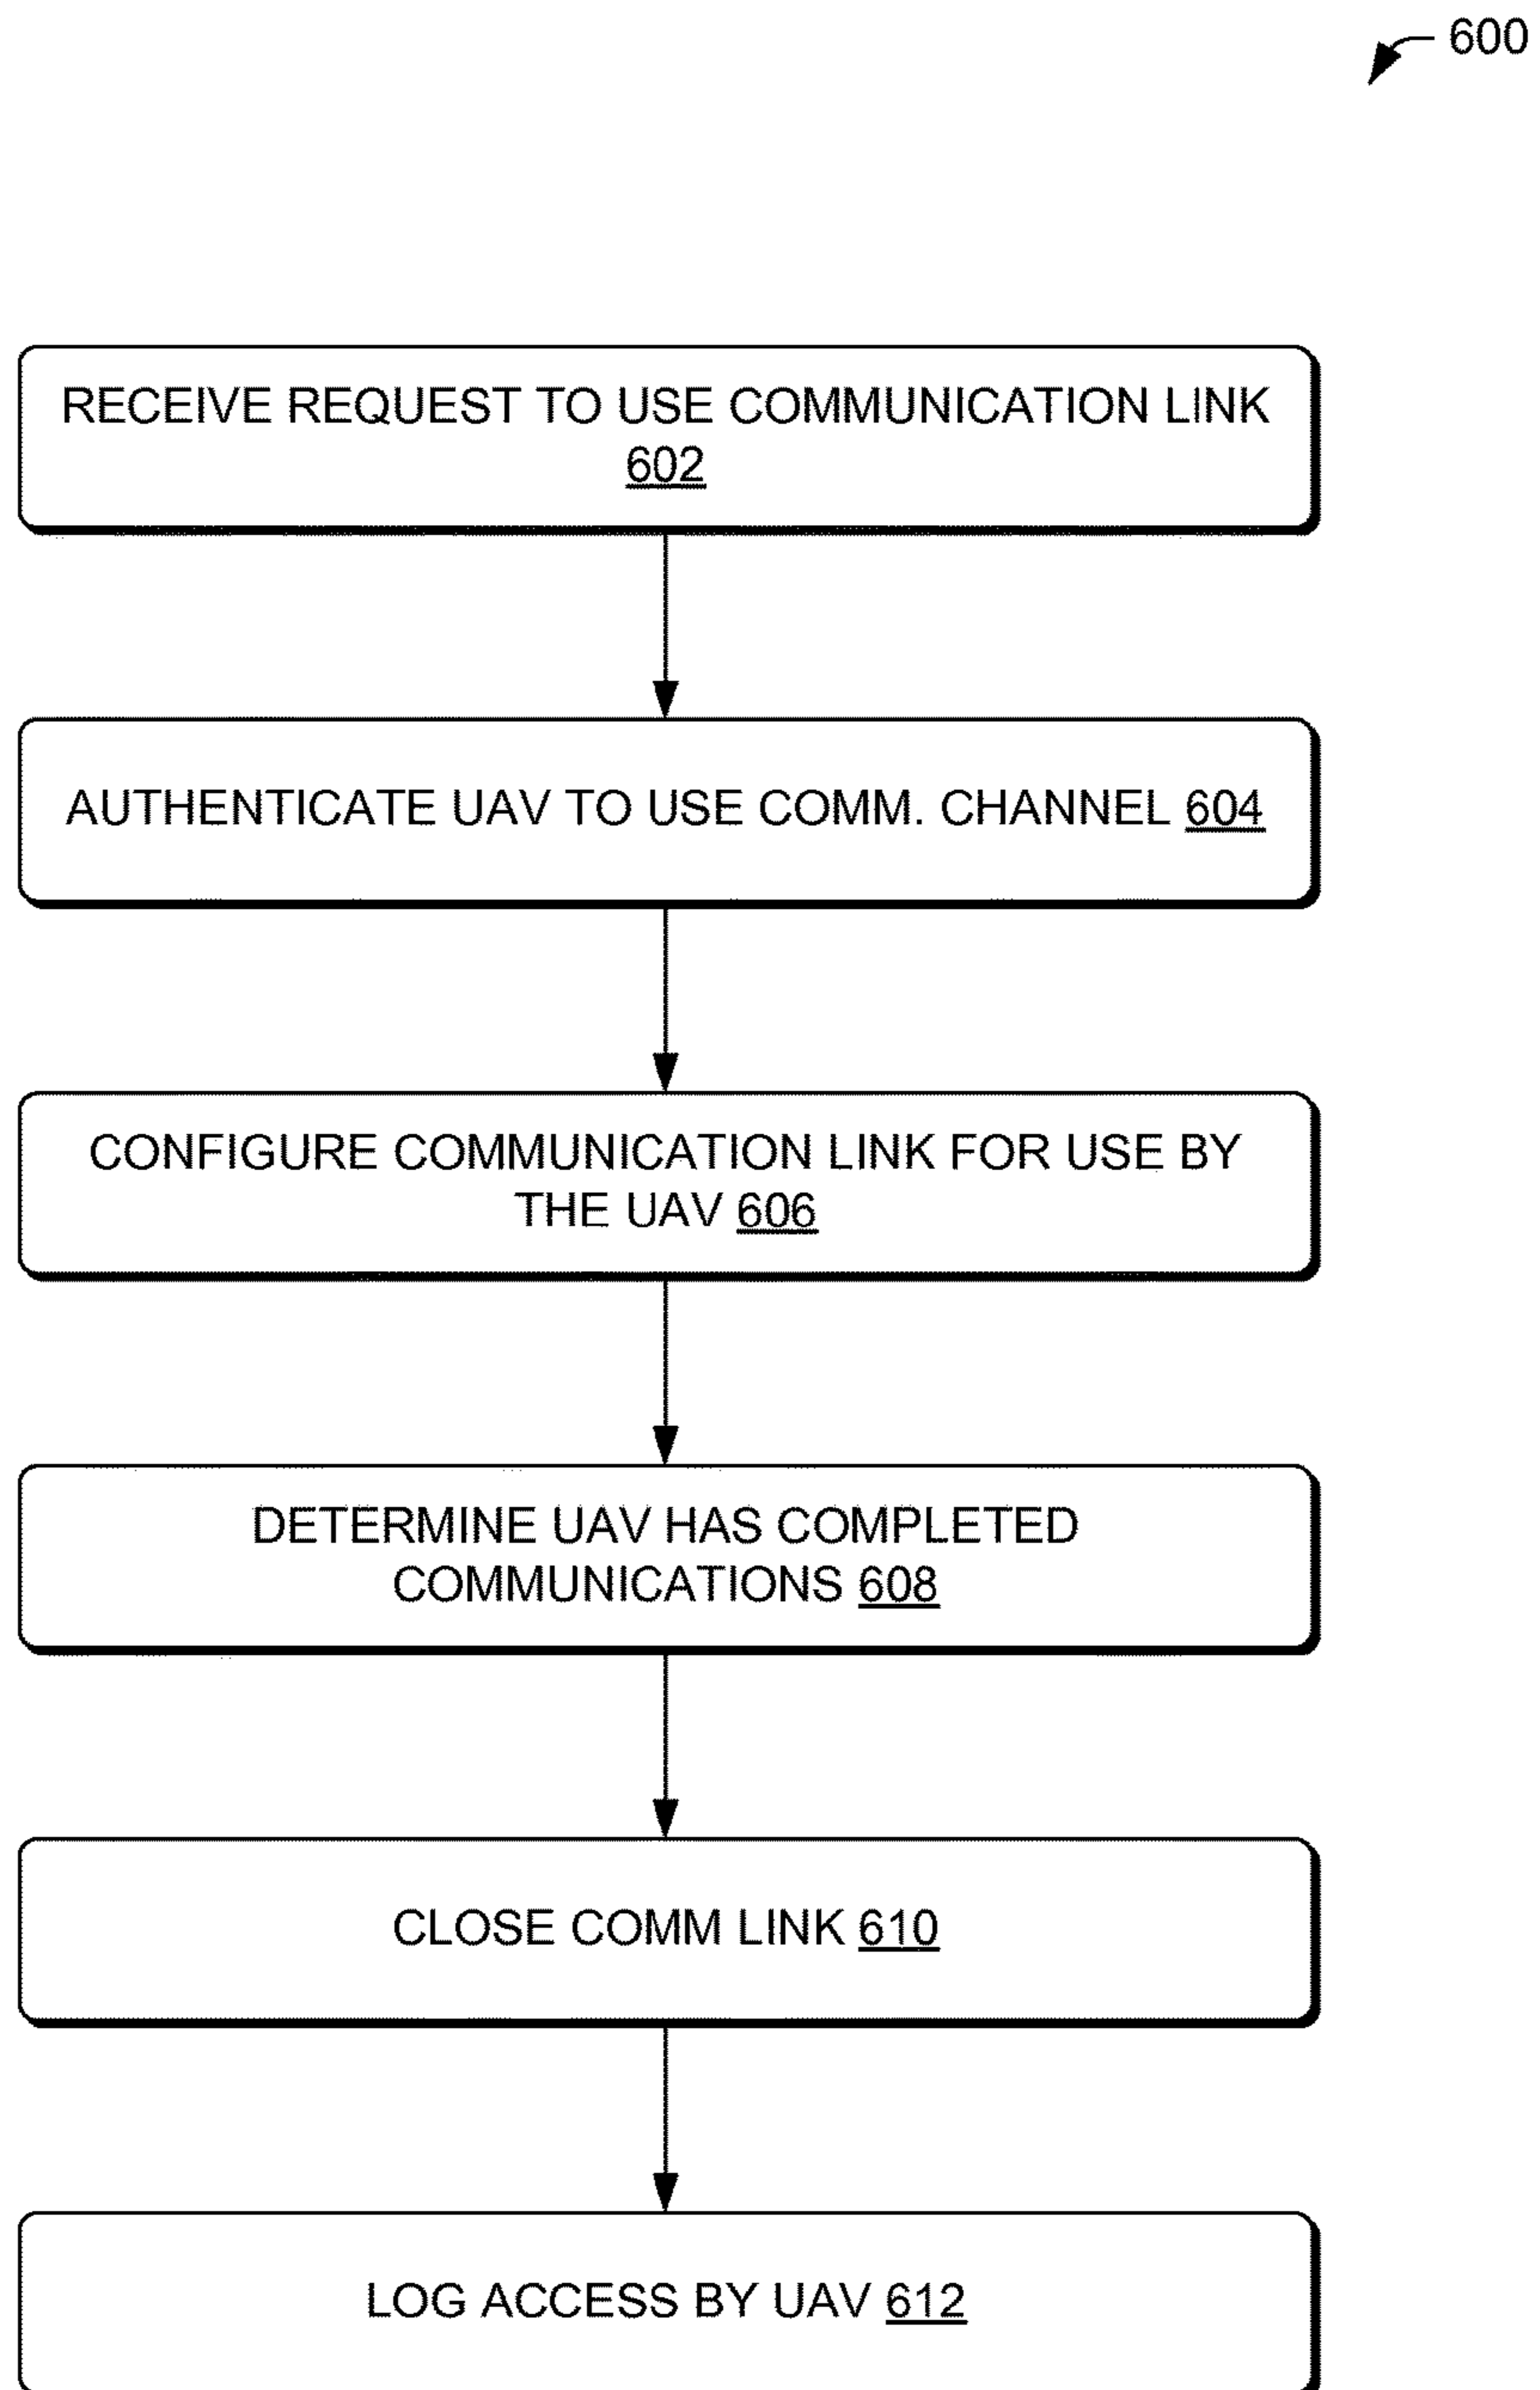 600
RECEIVE REQUEST TO USE COMMUNICATION LINK
602
AUTHENTICATE UAV TO USE COMM. CHANNEL 604
CONFIGURE COMMUNICATION LINK FOR USE BY
THE UAV 606
DETERMINE UAV HAS COMPLETED
COMMUNICATIONS 608
CLOSE COMM LINK 610
LOG ACCESS BY UAV 612